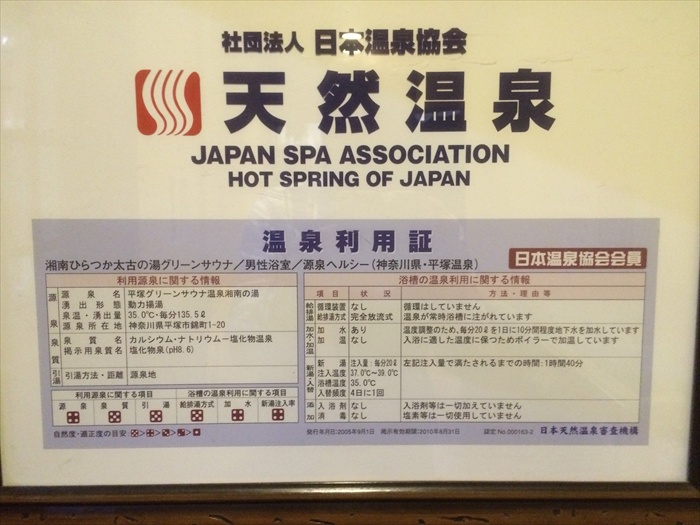 社団法人 日本温泉協会
天然温泉
JAPAN SPA ASSOCIATION
HOT SPRING OF JAPAN
温泉利用証
湘南ひらつか太古の湯グリーンサウナ／男性浴室／源泉ヘルシー(神奈川県・平塚温泉)
日本温泉協会会員
利用源泉に関する情報
源泉
源泉名 平塚グリーンサウナ温泉湘南の湯
湧出形態 動力揚湯
泉温・湧出量 35.0℃・毎分135.5ℓ
源泉所在地 神奈川県平塚市錦町1-20
泉質
泉質 カルシウム・ナトリウム－塩化物温泉
掲示用泉質名 塩化物泉(pH8.6)
引湯 引湯方法・距離 源泉地
利用源泉に関する項目 浴槽の温泉利用に関する項目
源泉 泉質 引湯 給排湯方式 加水 新湯注入率
自然度・適正度の目安
浴槽の温泉利用に関する情報
項目 状況 方法・理由等
給排湯 循環装置 なし 循環はしていません
給排湯方式 完全放流式 温泉が常時浴槽に注がれています
加水・加温 加水 あり 温度調整のため、毎分20ℓを1日に10分間程度地下水を加水しています
加温 なし 入浴に適した温度に保つためボイラーで加温しています
新湯・入替 新湯 注入量：毎分20ℓ 左記注入量で満たされるまでの時間：1時間40分
注入温度 37.0℃～39.0℃
浴槽温度 35.0℃
入替頻度 4日に1回
添加 入浴剤 なし 入浴剤等は一切加えていません
消毒 なし 塩素等は一切使用していません
発行年月日：2005年9月1日 掲示有効期限：2010年8月31日 認定No.000163-2 日本天然温泉審査機構